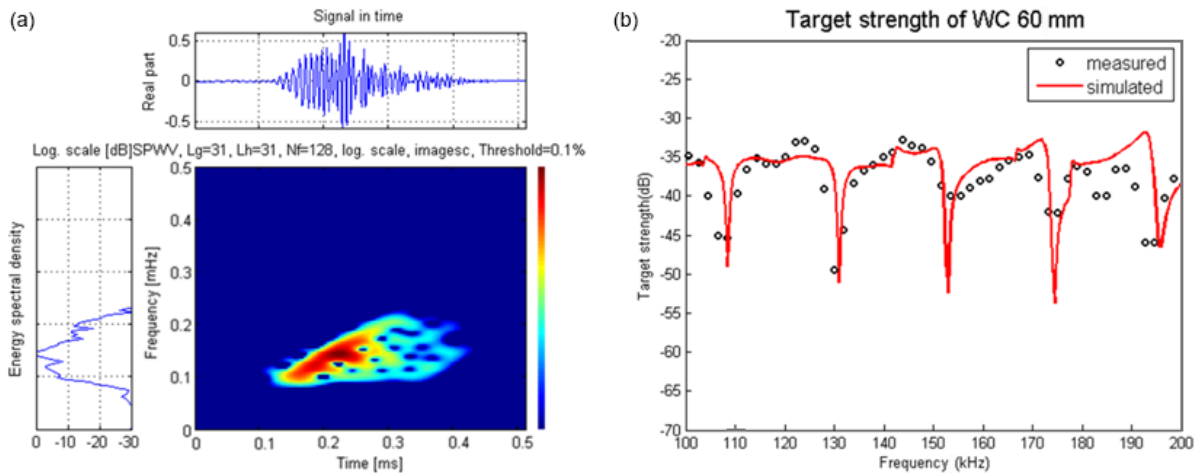 (a)
Signal in time
Real part
0.5
0
-0.5
Log. scale [dB]SPWV, Lg=31, Lh=31, Nf=128, log. scale, imagesc, Threshold=0.1%
Energy spectral density
0 -10 -20 -30
Frequency [mHz]
0.5
0.4
0.3
0.2
0.1
0
0 0.1 0.2 0.3 0.4 0.5
Time [ms]
(b)
Target strength of WC 60 mm
measured
simulated
Target strength(dB)
-20
-25
-30
-35
-40
-45
-50
-55
-60
-65
-70
100 110 120 130 140 150 160 170 180 190 200
Frequency (kHz)